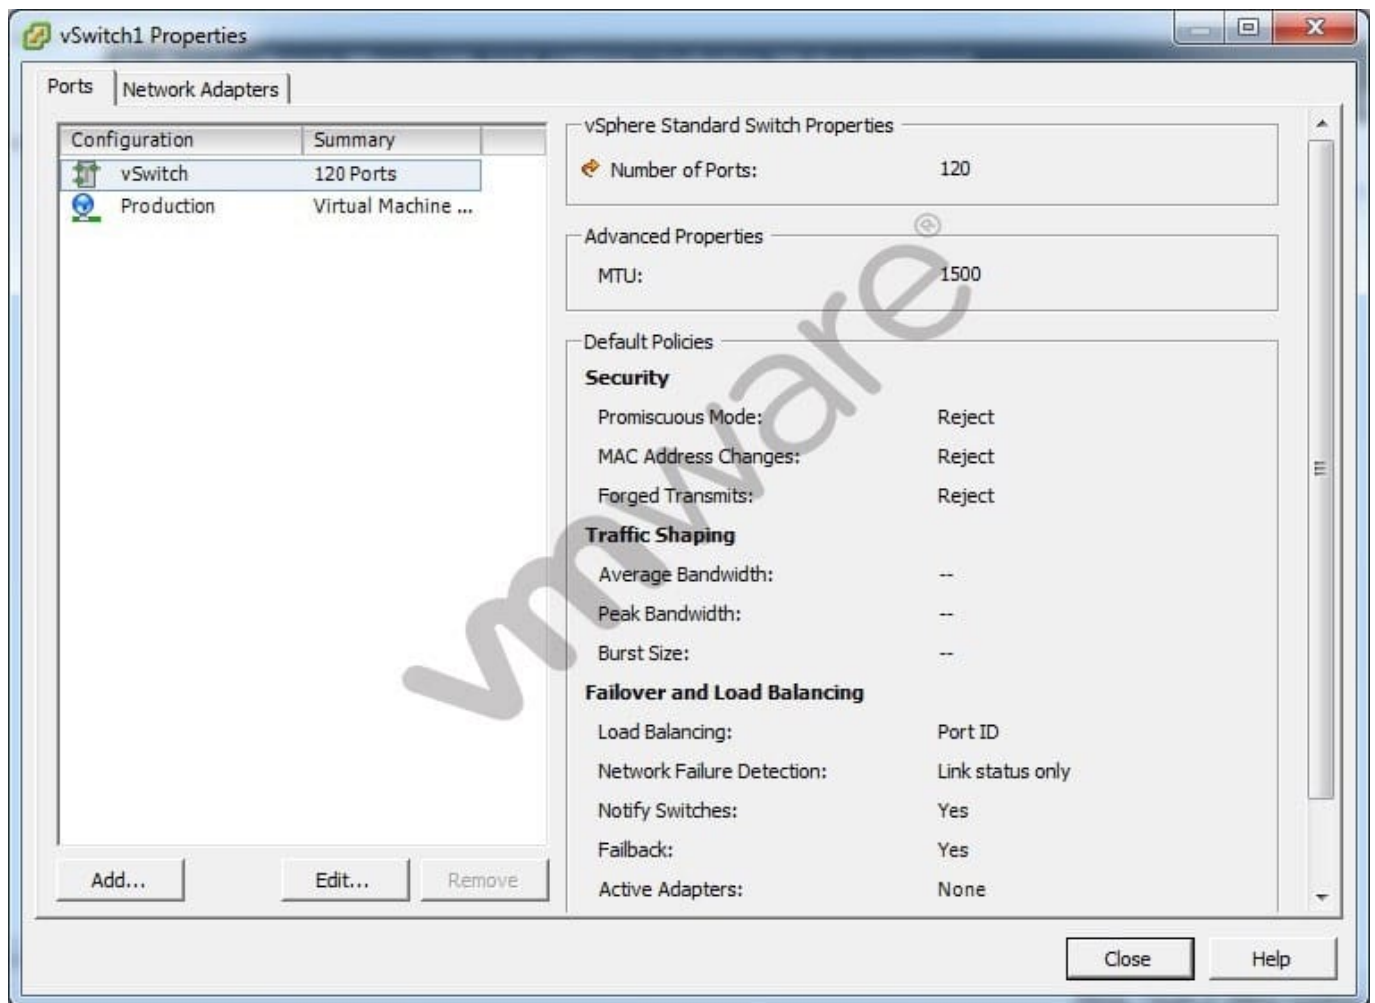 vSwitch1 Properties
Ports Network Adapters
Configuration Summary
vSwitch 120 Ports
Production Virtual Machine ...
Add... Edit... Remove
vSphere Standard Switch Properties
Number of Ports: 120
Advanced Properties
MTU: 1500
Default Policies
Security
Promiscuous Mode: Reject
MAC Address Changes: Reject
Forged Transmits: Reject
Traffic Shaping
Average Bandwidth: --
Peak Bandwidth: --
Burst Size: --
Failover and Load Balancing
Load Balancing: Port ID
Network Failure Detection: Link status only
Notify Switches: Yes
Failback: Yes
Active Adapters: None
Close Help
vmware®